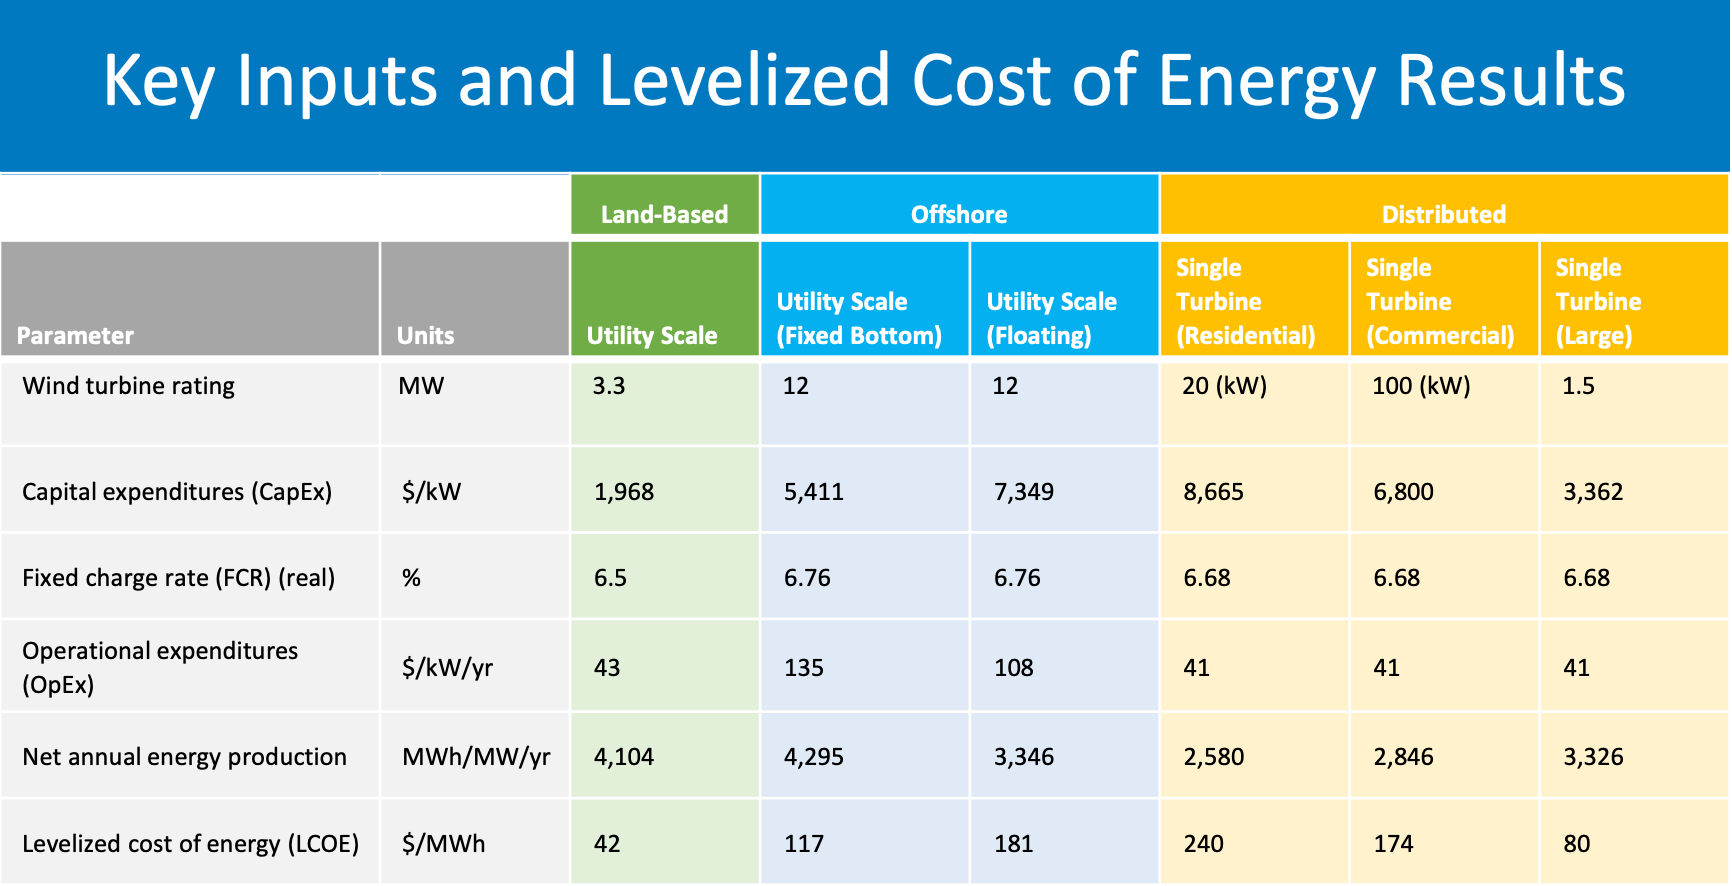 Key Inputs and Levelized Cost of Energy Results
Land-Based Offshore Distributed
Parameter Units Utility Scale Utility Scale (Fixed Bottom) Utility Scale (Floating) Single Turbine (Residential) Single Turbine (Commercial) Single Turbine (Large)
Wind turbine rating MW 3.3 12 12 20 (kW) 100 (kW) 1.5
Capital expenditures (CapEx) $/kW 1,968 5,411 7,349 8,665 6,800 3,362
Fixed charge rate (FCR) (real) % 6.5 6.76 6.76 6.68 6.68 6.68
Operational expenditures (OpEx) $/kW/yr 43 135 108 41 41 41
Net annual energy production MWh/MW/yr 4,104 4,295 3,346 2,580 2,846 3,326
Levelized cost of energy (LCOE) $/MWh 42 117 181 240 174 80